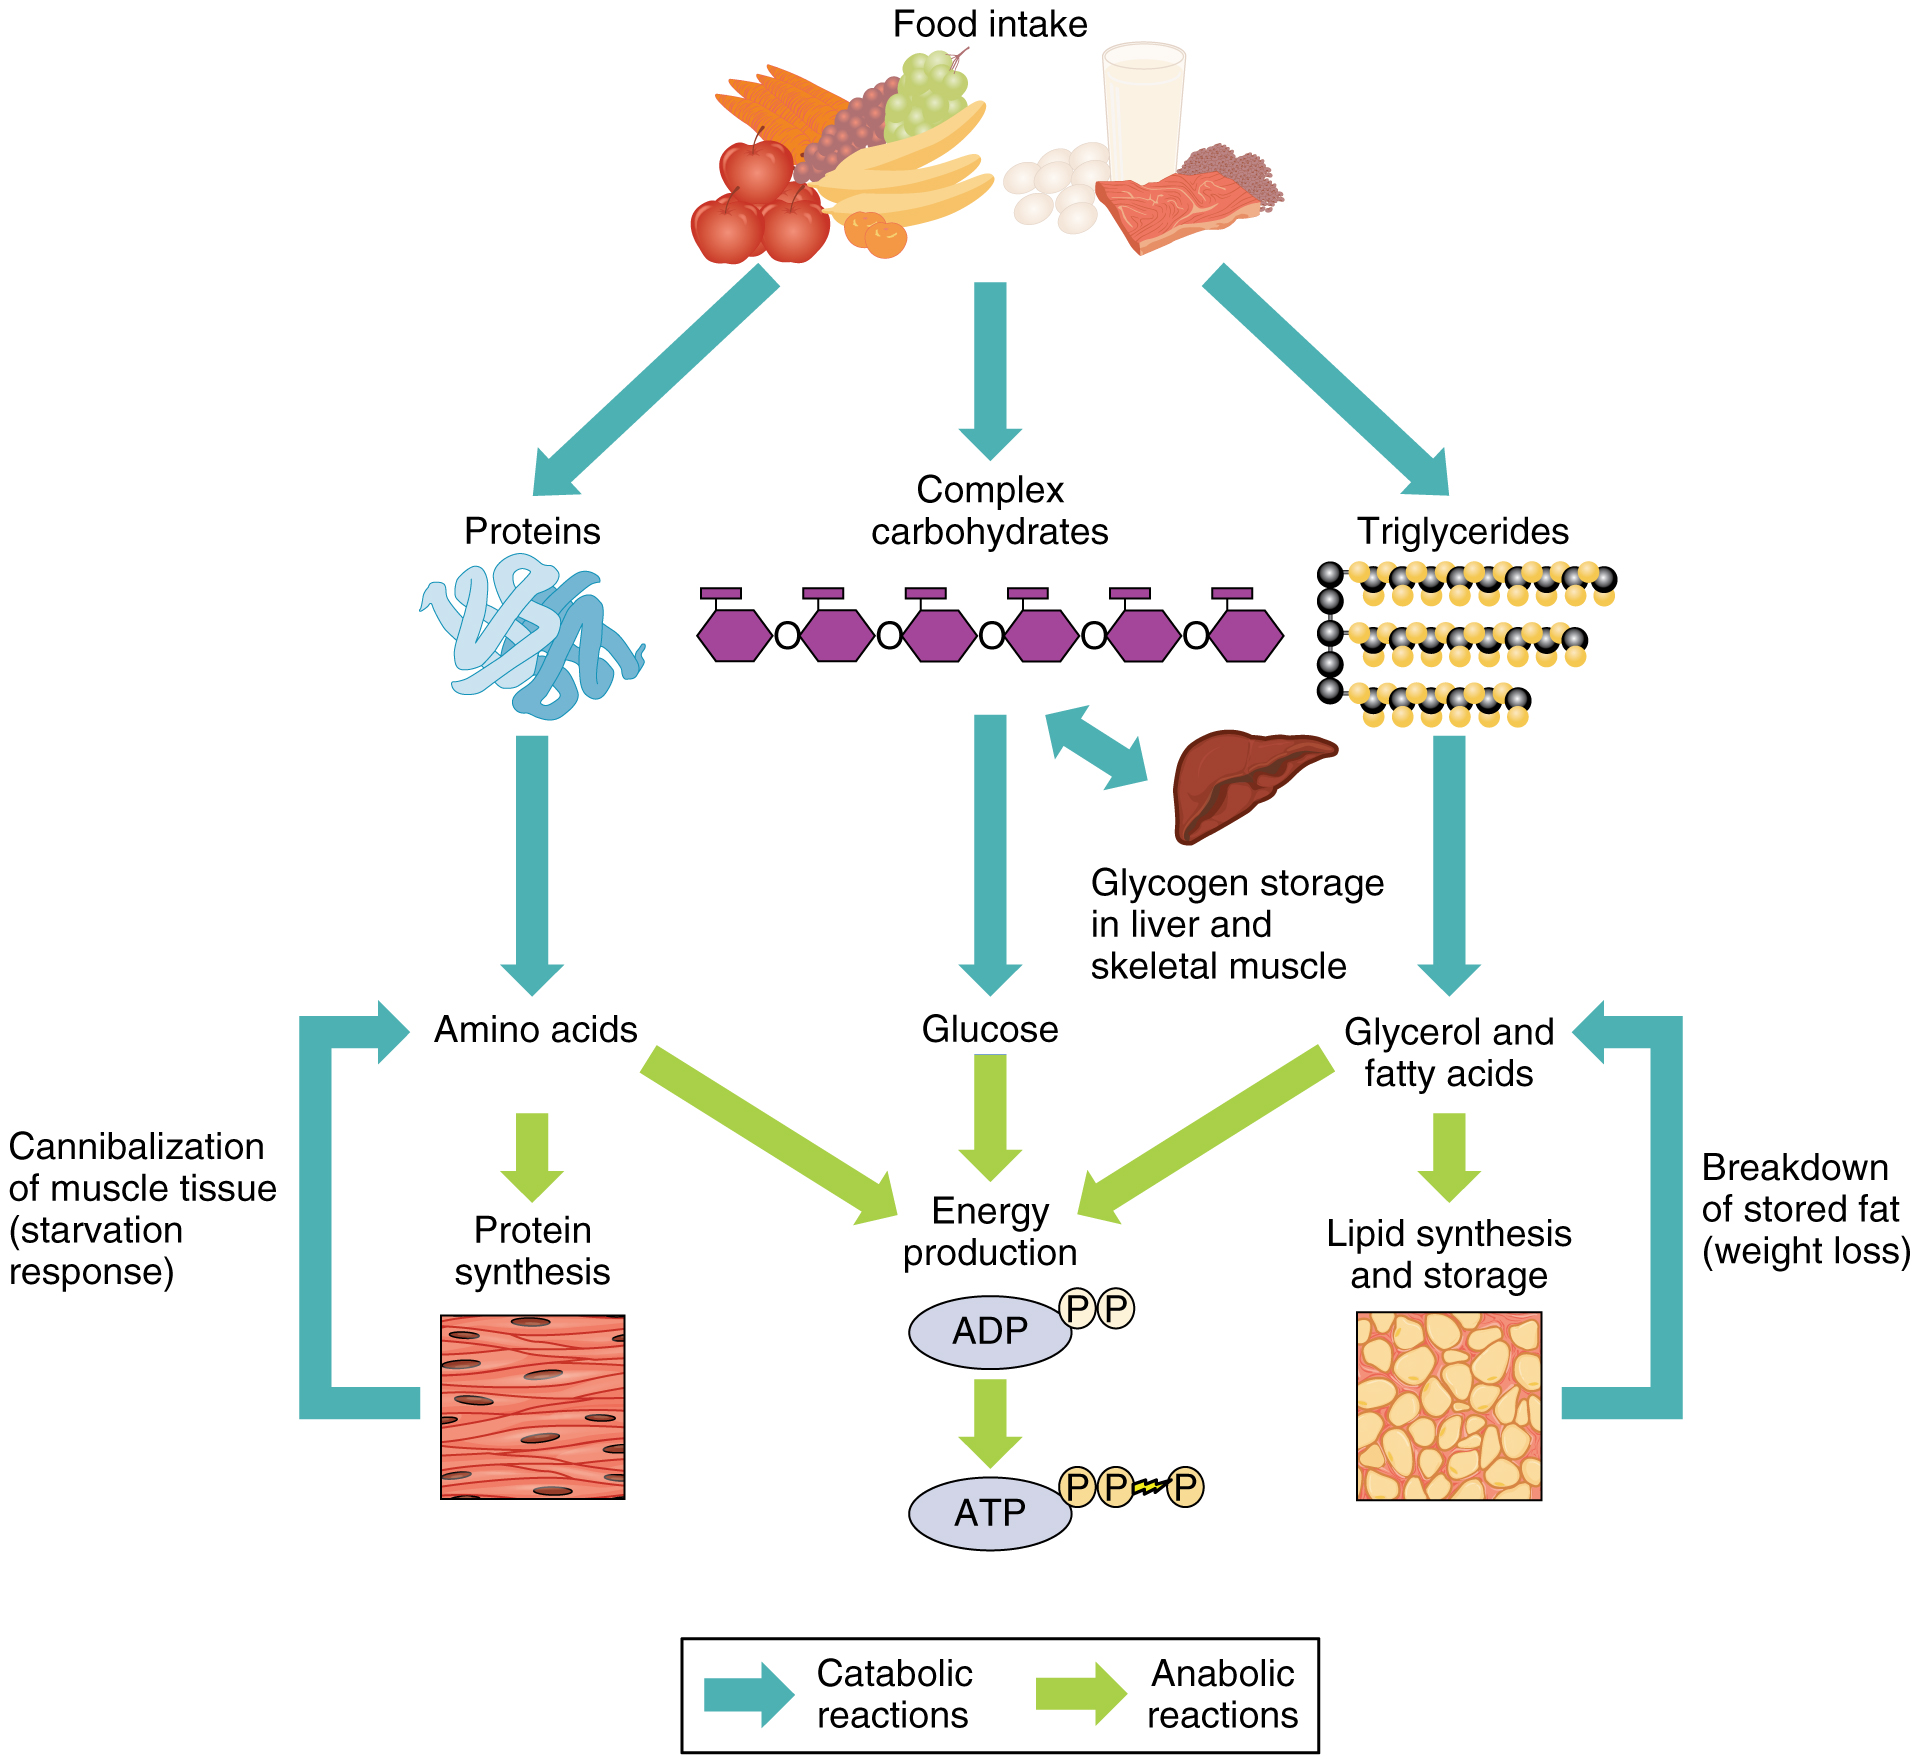 Food intake
Proteins
Complex
carbohydrates
Triglycerides
O O O O O
Glycogen storage
in liver and
skeletal muscle
Amino acids
Glucose
Glycerol and
fatty acids
Cannibalization
of muscle tissue
(starvation
response)
Protein
synthesis
Energy
production
Lipid synthesis
and storage
Breakdown
of stored fat
(weight loss)
ADP P P
ATP P P P
Catabolic
reactions
Anabolic
reactions